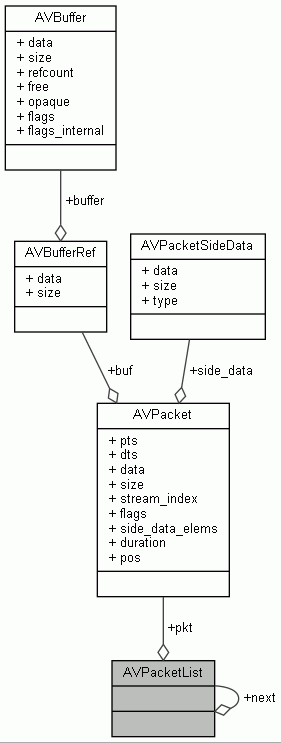 AVBuffer
+ data
+ size
+ refcount
+ free
+ opaque
+ flags
+ flags_internal
+buffer
AVBufferRef
+ data
+ size
AVPacketSideData
+ data
+ size
+ type
+buf
+side_data
AVPacket
+ pts
+ dts
+ data
+ size
+ stream_index
+ flags
+ side_data_elems
+ duration
+ pos
+pkt
AVPacketList
+next